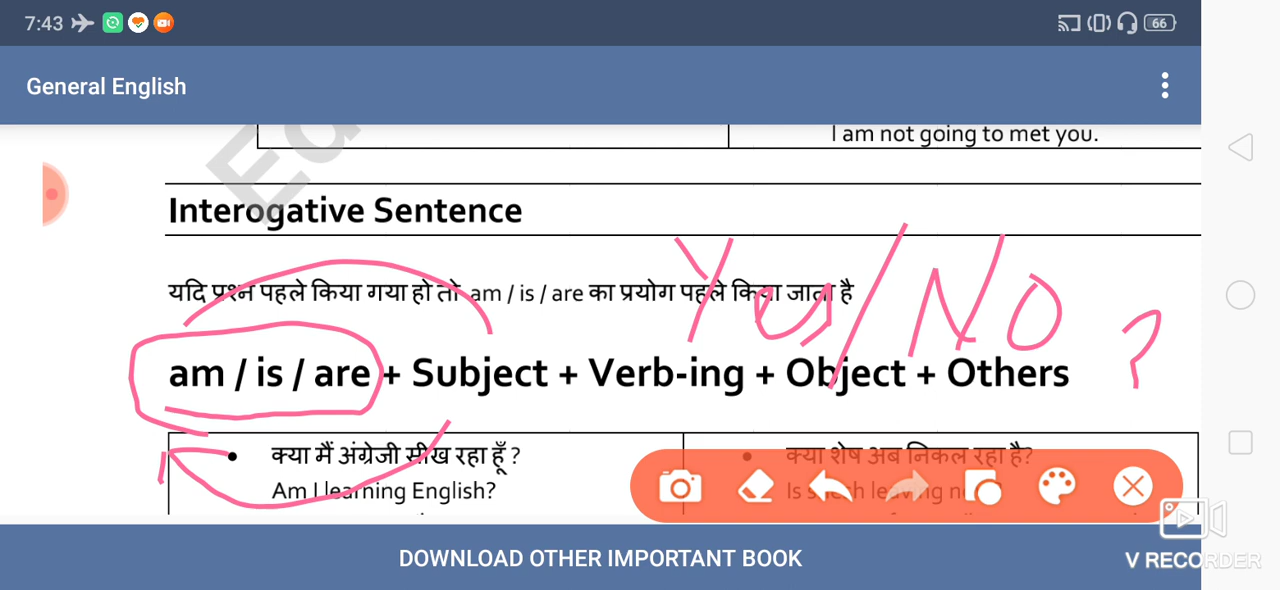 7:43 66
General English
Ed
I am not going to met you.
Interogative Sentence
यदि प्रश्न पहले किया गया हो तो am / is / are का प्रयोग पहले किया जाता है
Yes/No ?
am / is / are + Subject + Verb-ing + Object + Others
क्या मैं अंग्रेजी सीख रहा हूँ ?
Am I learning English?
क्या शेष अब निकल रहा है?
DOWNLOAD OTHER IMPORTANT BOOK
V RECORDER